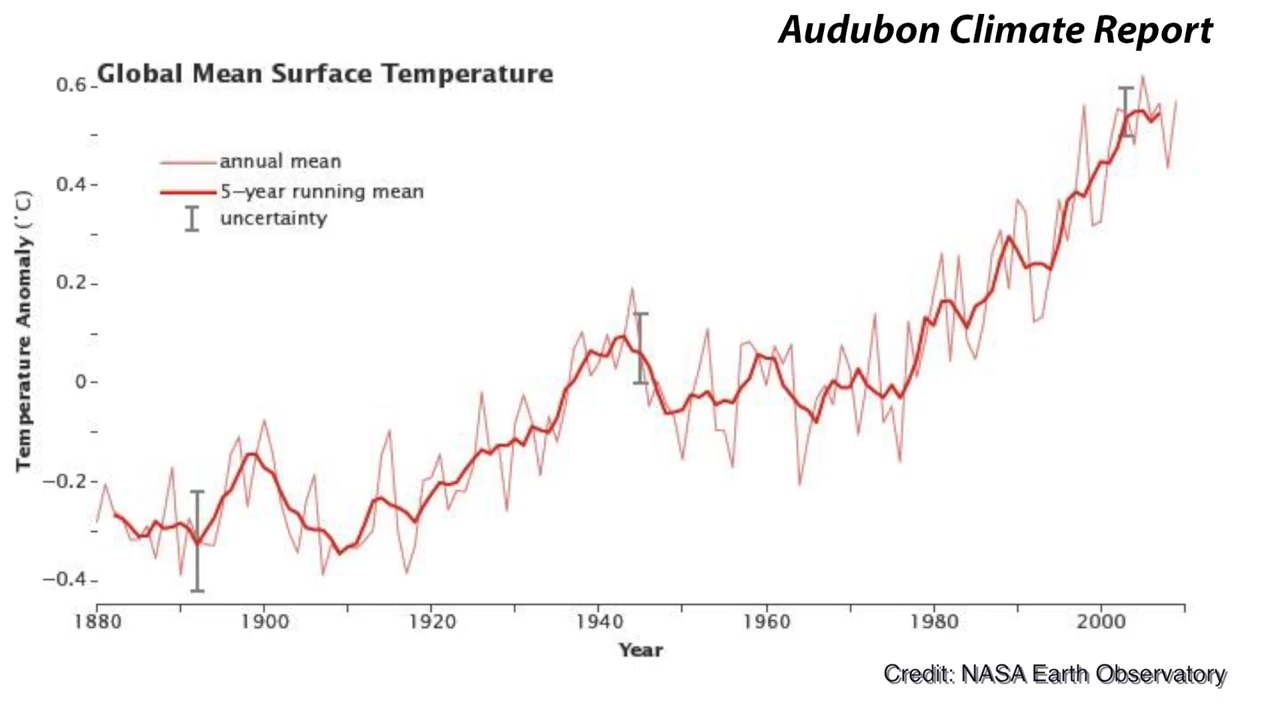 Audubon Climate Report
Global Mean Surface Temperature
annual mean
5-year running mean
uncertainty
Temperature Anomaly (˚C)
0.6
0.4
0.2
0
-0.2
-0.4
1880 1900 1920 1940 1960 1980 2000
Year
Credit: NASA Earth Observatory